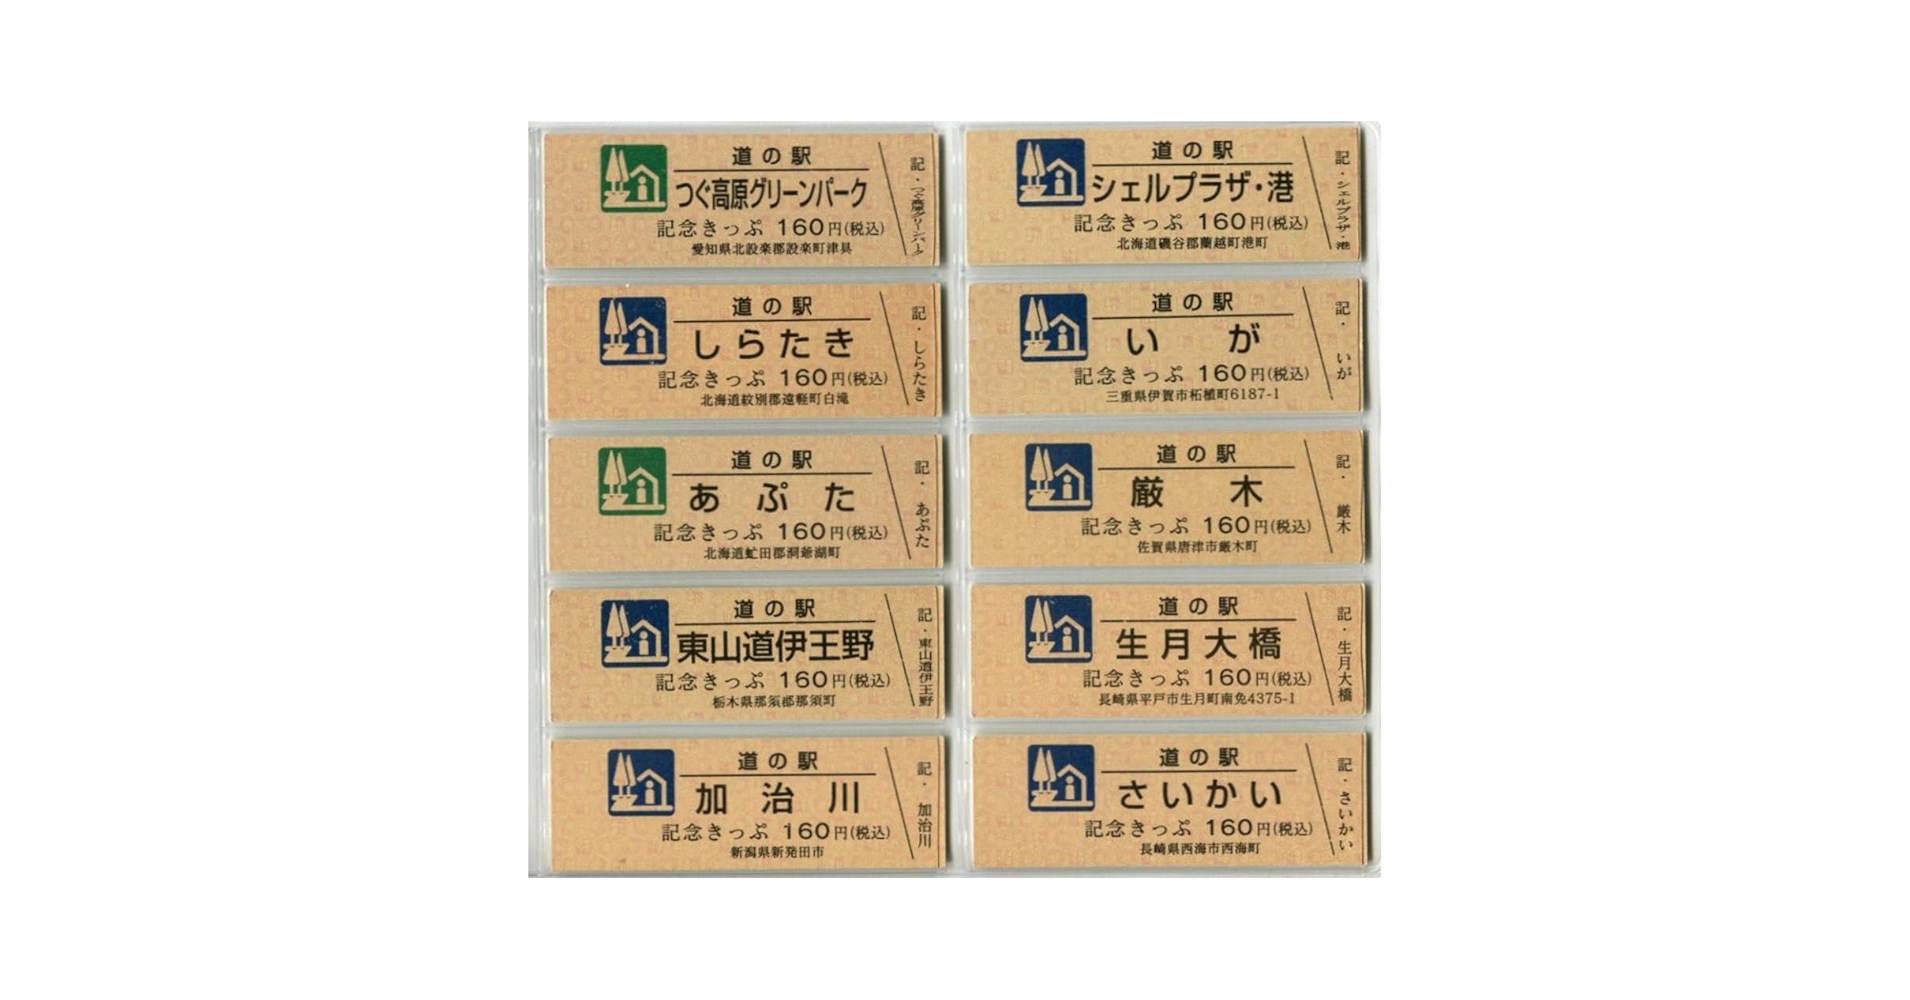 道の駅
つぐ高原グリーンパーク
記念きっぷ 160円(税込)
愛知県北設楽郡設楽町津具
記・つぐ高原グリーンパーク
道の駅
シェルプラザ・港
記念きっぷ 160円(税込)
北海道磯谷郡蘭越町港町
記・シェルプラザ・港
道の駅
しらたき
記念きっぷ 160円(税込)
北海道紋別郡遠軽町白滝
記・しらたき
道の駅
いが
記念きっぷ 160円(税込)
三重県伊賀市柘植町6187-1
記・いが
道の駅
あぷた
記念きっぷ 160円(税込)
北海道虻田郡洞爺湖町
記・あぷた
道の駅
厳木
記念きっぷ 160円(税込)
佐賀県唐津市厳木町
記・厳木
道の駅
東山道伊王野
記念きっぷ 160円(税込)
栃木県那須郡那須町
記・東山道伊王野
道の駅
生月大橋
記念きっぷ 160円(税込)
長崎県平戸市生月町南免4375-1
記・生月大橋
道の駅
加治川
記念きっぷ 160円(税込)
新潟県新発田市
記・加治川
道の駅
さいかい
記念きっぷ 160円(税込)
長崎県西海市西海町
記・さいかい